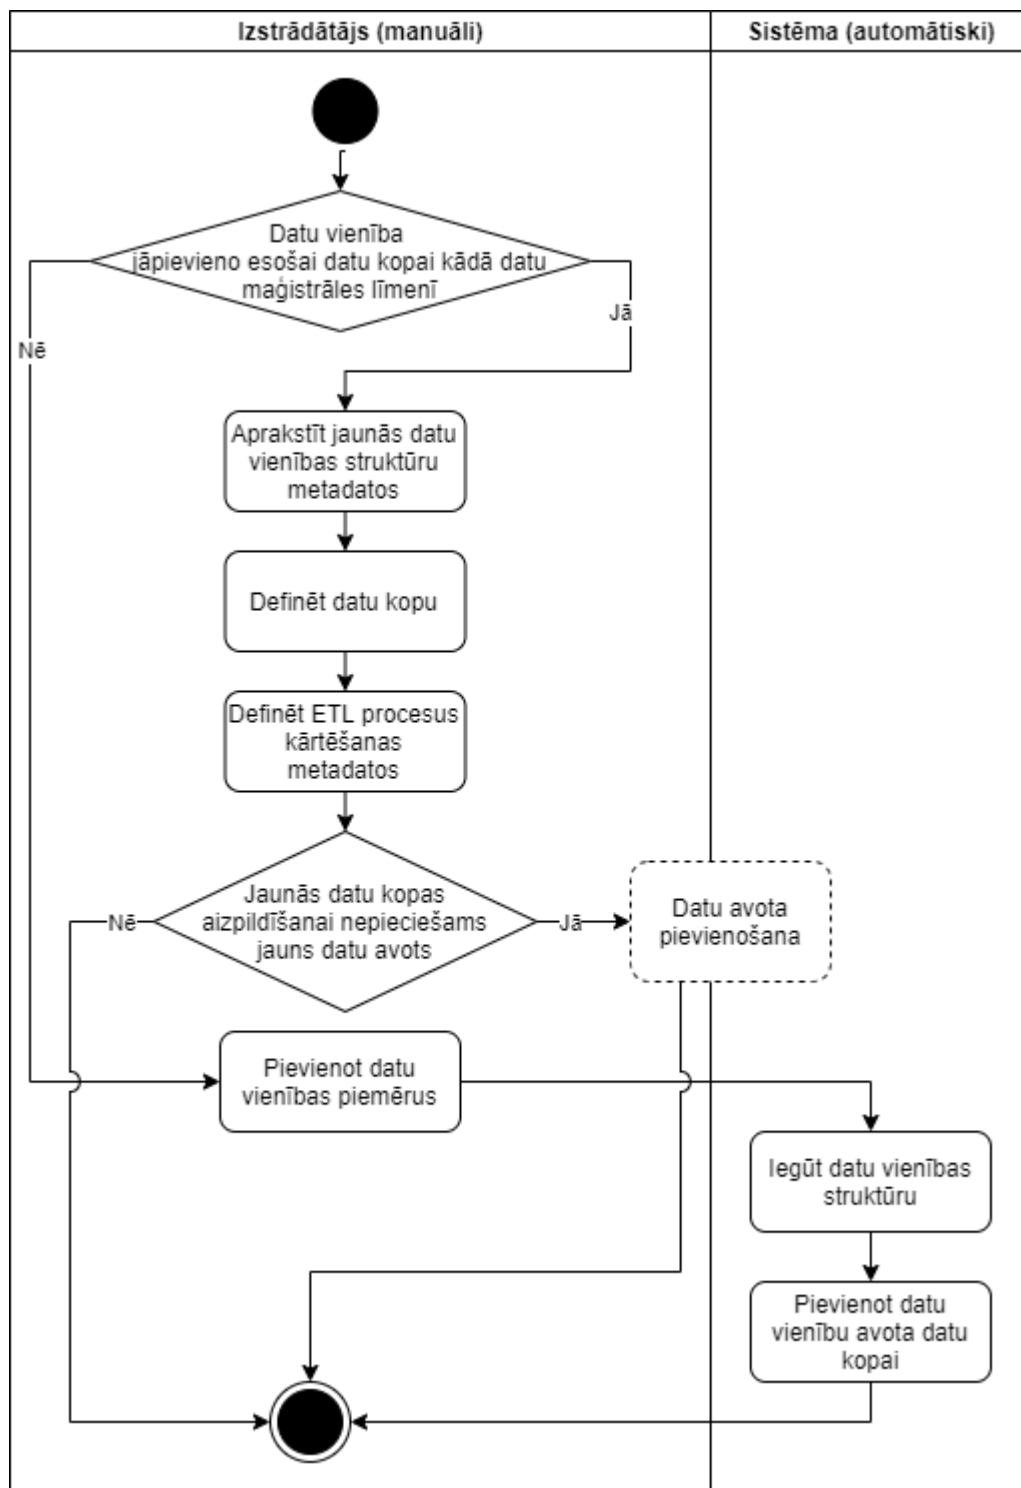 Izstrādātājs (manuāli)
Sistēma (automātiski)
Datu vienība
jāpievieno esošai datu kopai kādā datu
maģistrāles līmenī
Nē
Jā
Aprakstīt jaunās datu
vienības struktūru
metadatos
Definēt datu kopu
Definēt ETL procesus
kārtēšanas
metadatos
Jaunās datu kopas
aizpildīšanai nepieciešams
jauns datu avots
Nē
Jā
Datu avota
pievienošana
Pievienot datu
vienības piemērus
Iegūt datu vienības
struktūru
Pievienot datu
vienību avota datu
kopai